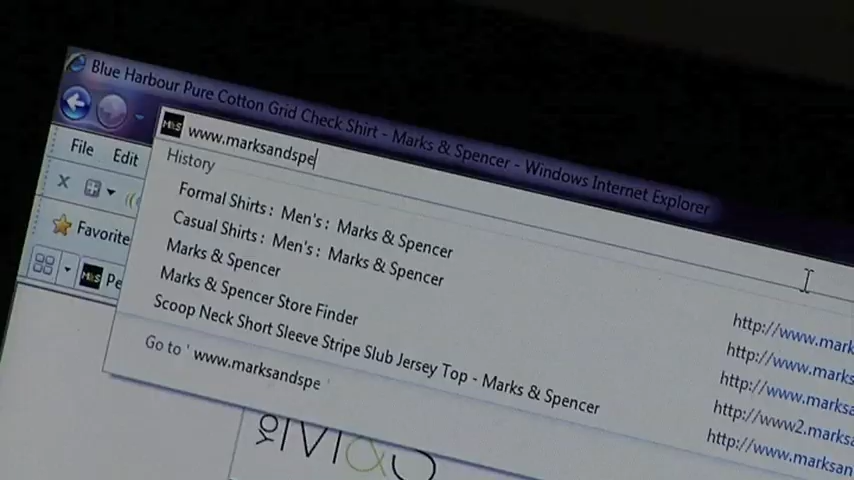 Blue Harbour Pure Cotton Grid Check Shirt - Marks & Spencer - Windows Internet Explorer
M&S www.marksandspe
File Edit
History
Formal Shirts : Men's : Marks & Spencer
Casual Shirts : Men's : Marks & Spencer http://www.mark
Favorite Marks & Spencer http://www.marks
Marks & Spencer Store Finder http://www.marksa
M&S Pe Scoop Neck Short Sleeve Stripe Slub Jersey Top - Marks & Spencer http://www2.marks
http://www.marksan
Go to ' www.marksandspe '
YO M&S